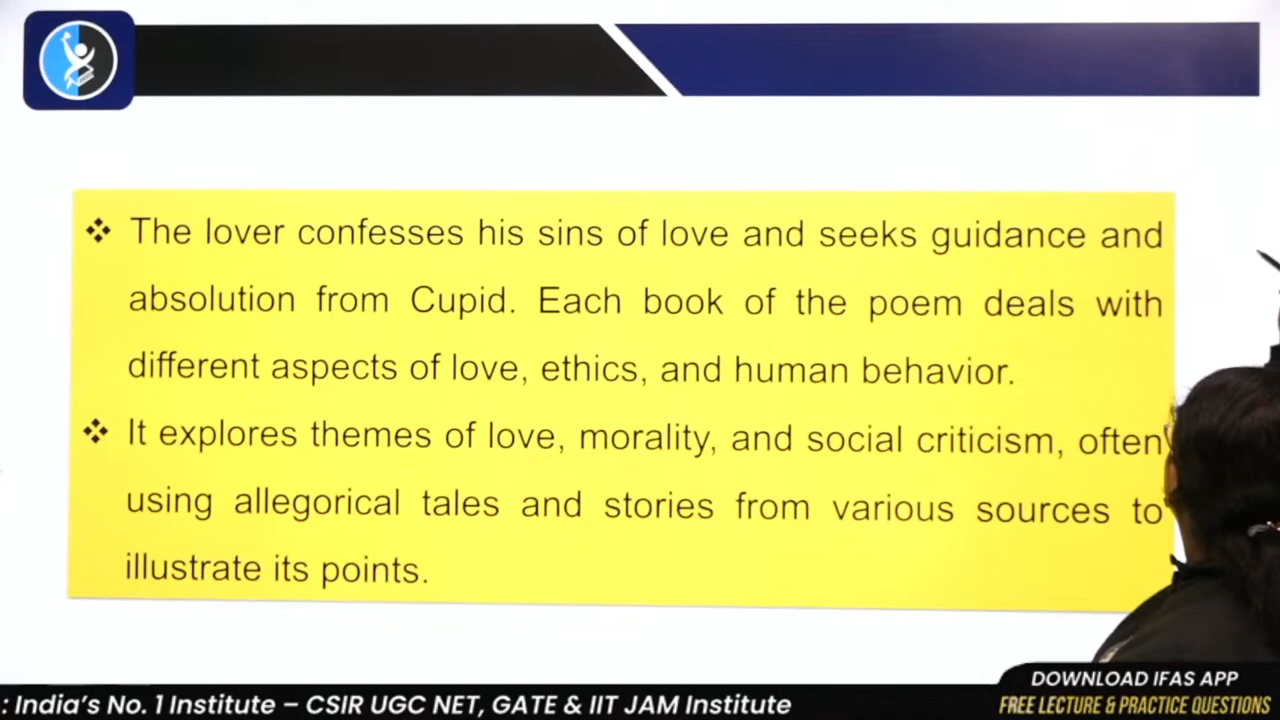 ❖ The lover confesses his sins of love and seeks guidance and
absolution from Cupid. Each book of the poem deals with
different aspects of love, ethics, and human behavior.
❖ It explores themes of love, morality, and social criticism, often
using allegorical tales and stories from various sources to
illustrate its points.
DOWNLOAD IFAS APP
: India's No. 1 Institute – CSIR UGC NET, GATE & IIT JAM Institute
FREE LECTURE & PRACTICE QUESTIONS